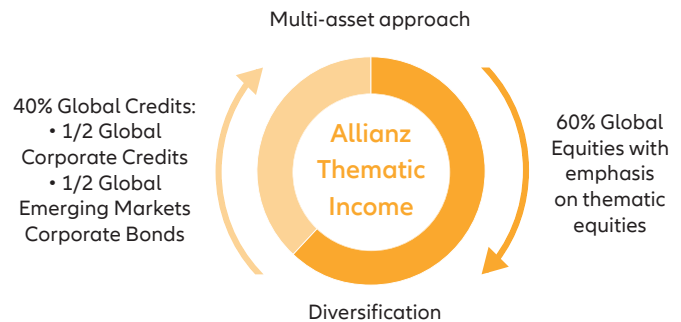 Multi-asset approach
40% Global Credits:
• 1/2 Global
Corporate Credits
• 1/2 Global
Emerging Markets
Corporate Bonds
Allianz
Thematic
Income
60% Global
Equities with
emphasis
on thematic
equities
Diversification